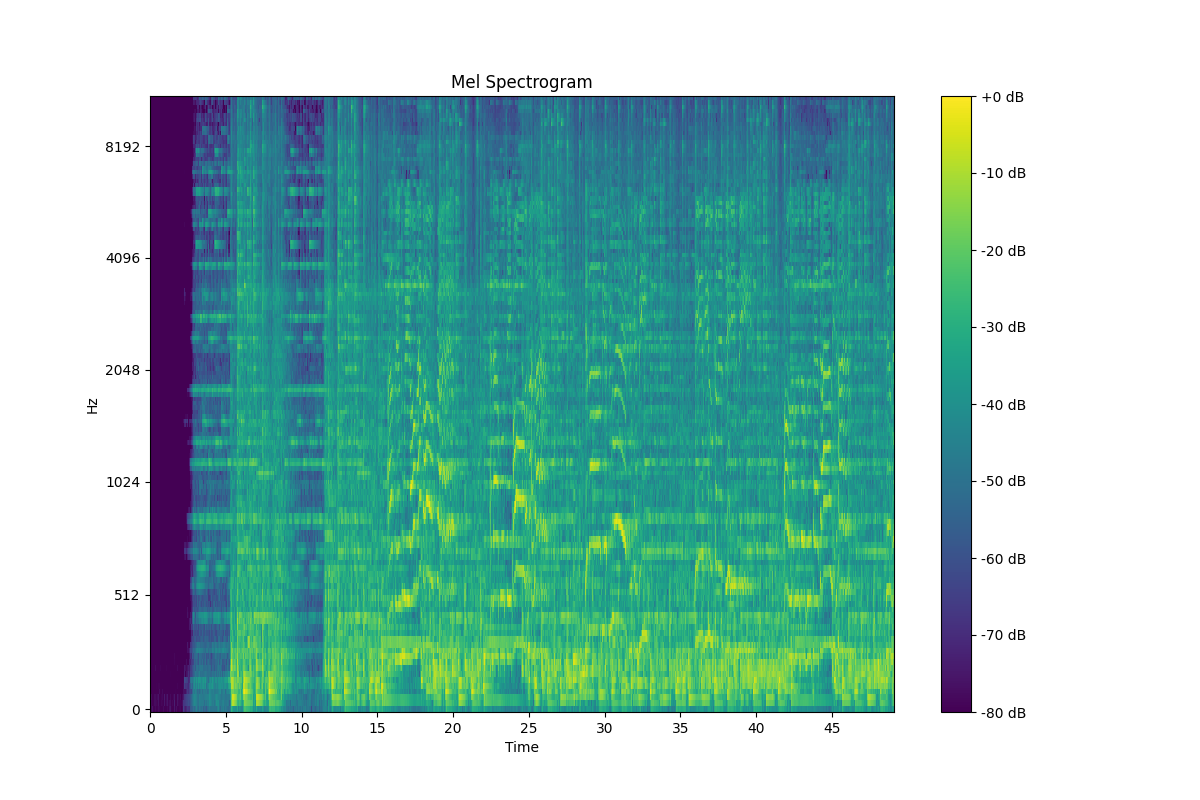 Mel Spectrogram
Hz
8192
4096
2048
1024
512
0
0 5 10 15 20 25 30 35 40 45
Time
+0 dB
-10 dB
-20 dB
-30 dB
-40 dB
-50 dB
-60 dB
-70 dB
-80 dB